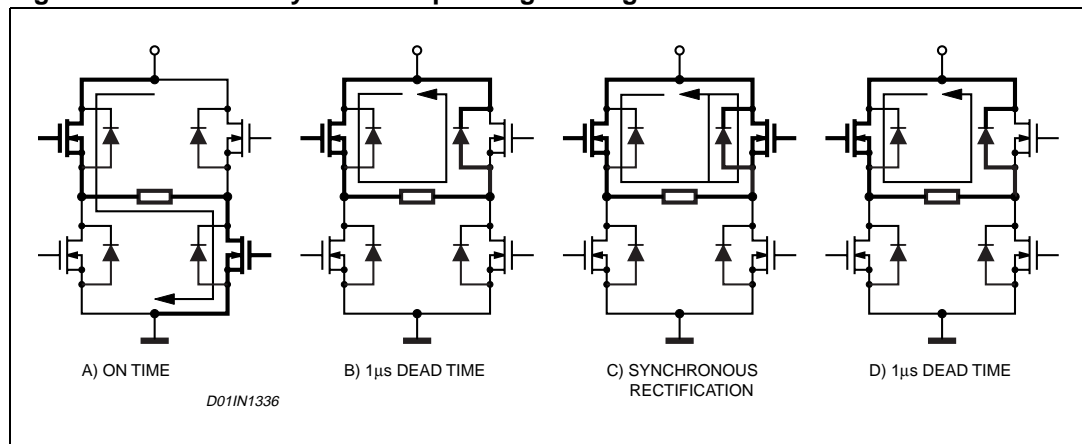 A) ON TIME
B) 1μs DEAD TIME
C) SYNCHRONOUS
RECTIFICATION
D) 1μs DEAD TIME
D01IN1336